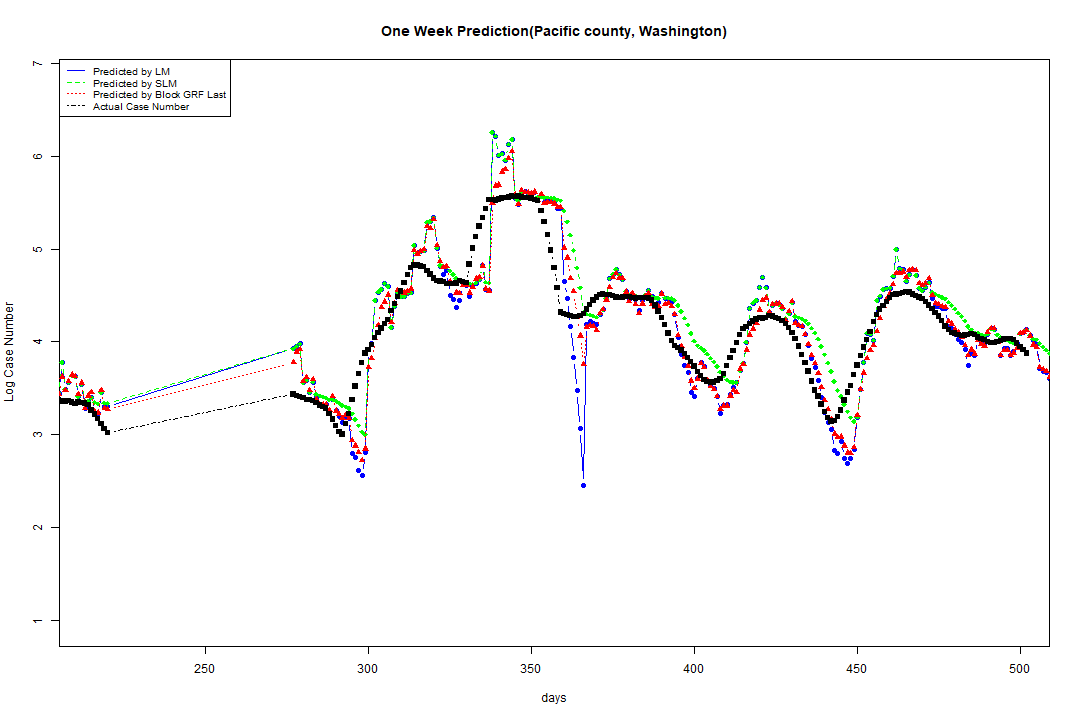 One Week Prediction(Pacific county, Washington)
Predicted by LM
Predicted by SLM
Predicted by Block GRF Last
Actual Case Number
Log Case Number
7
6
5
4
3
2
1
250 300 350 400 450 500
days